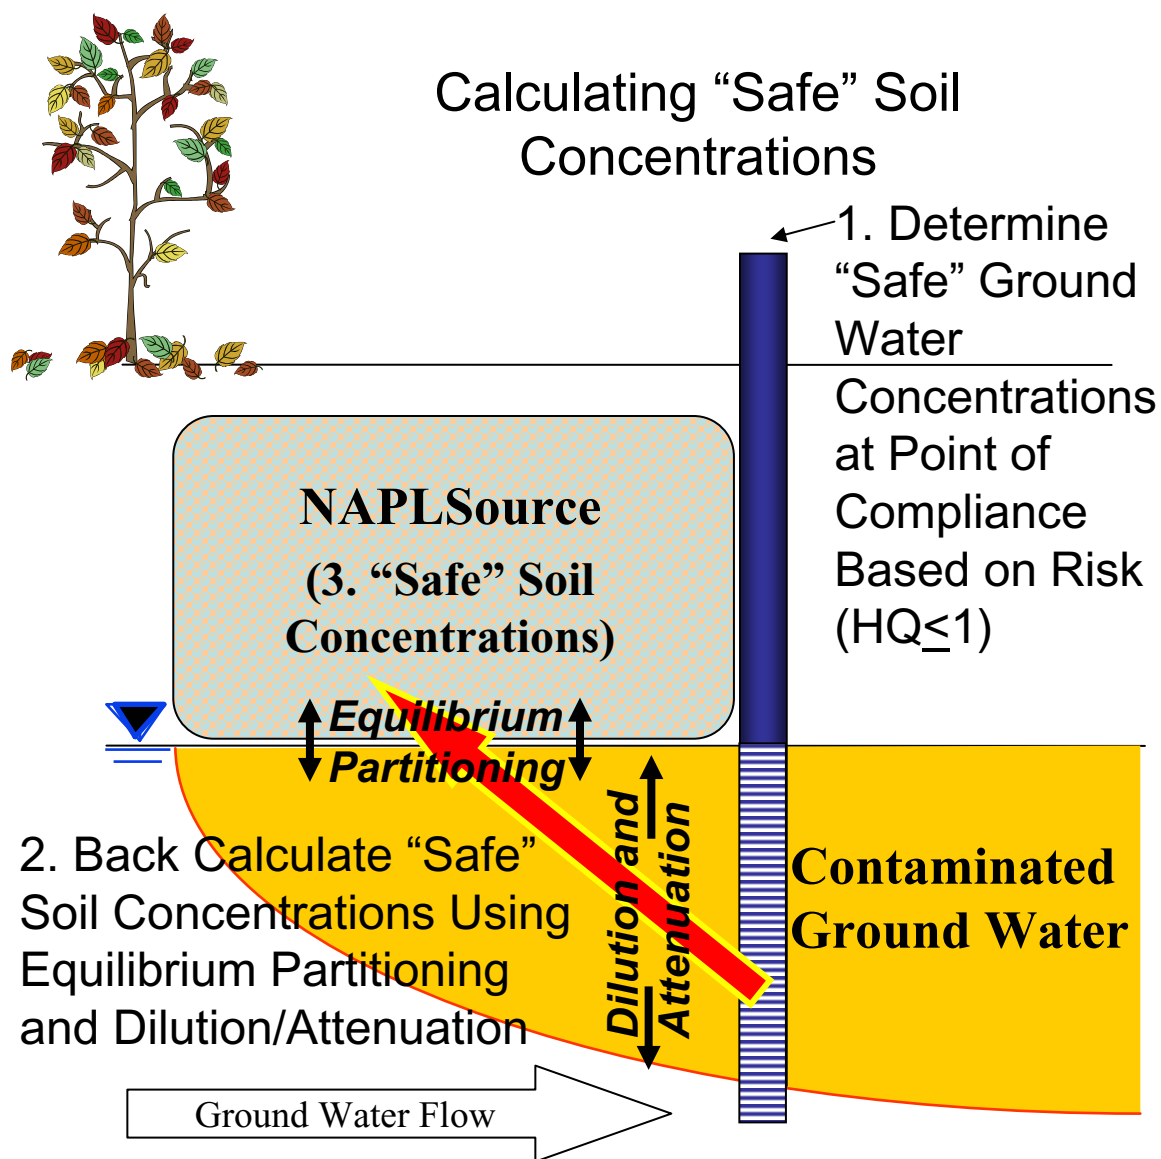 Calculating “Safe” Soil
Concentrations
1. Determine
“Safe” Ground
Water
Concentrations
at Point of
Compliance
Based on Risk
(HQ≤1)
NAPLSource
(3. “Safe” Soil
Concentrations)
Equilibrium
Partitioning
Dilution and
Attenuation
2. Back Calculate “Safe”
Soil Concentrations Using
Equilibrium Partitioning
and Dilution/Attenuation
Contaminated
Ground Water
Ground Water Flow